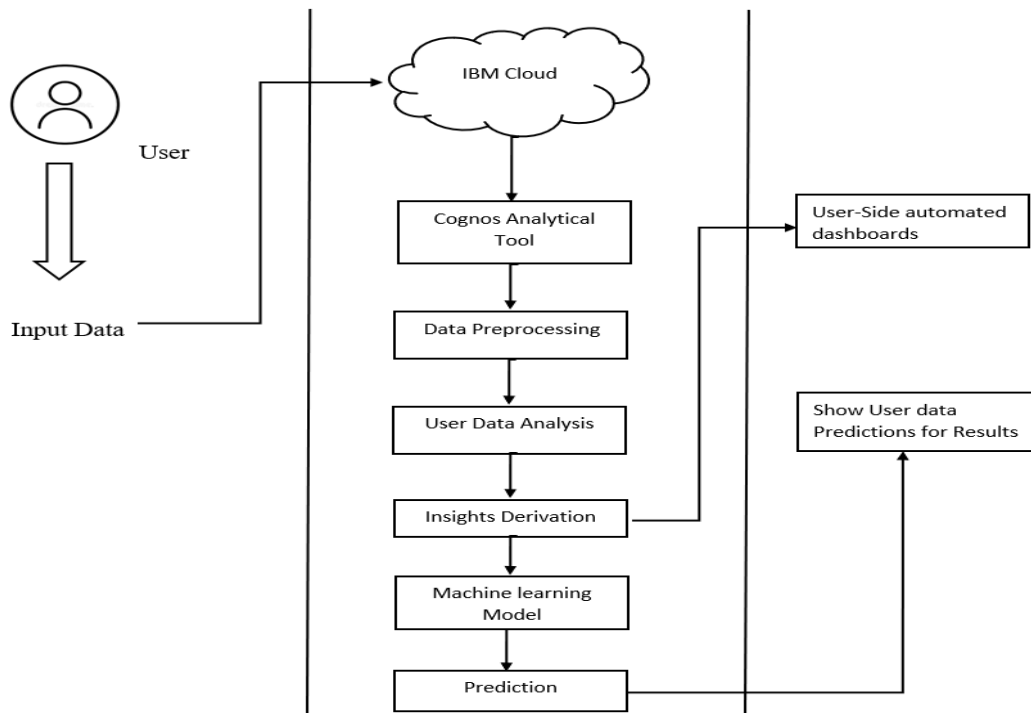 IBM Cloud
User
Input Data
Cognos Analytical
Tool
Data Preprocessing
User Data Analysis
Insights Derivation
Machine learning
Model
Prediction
User-Side automated
dashboards
Show User data
Predictions for Results